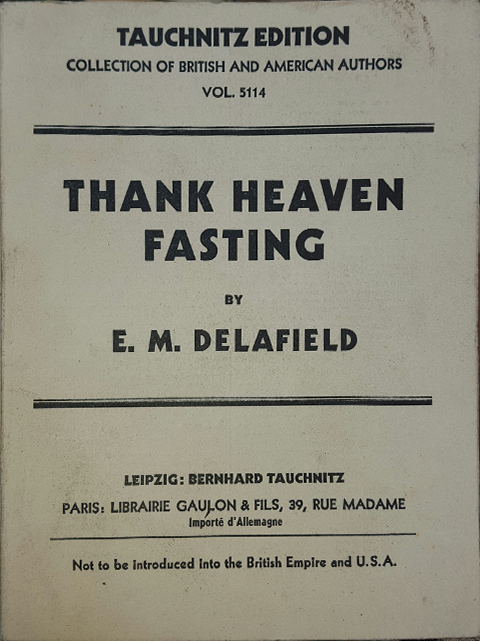 TAUCHNITZ EDITION
COLLECTION OF BRITISH AND AMERICAN AUTHORS
VOL. 5114
THANK HEAVEN
FASTING
BY
E. M. DELAFIELD
LEIPZIG: BERNHARD TAUCHNITZ
PARIS: LIBRAIRIE GAULON & FILS, 39, RUE MADAME
Importé d'Allemagne
Not to be introduced into the British Empire and U.S.A.